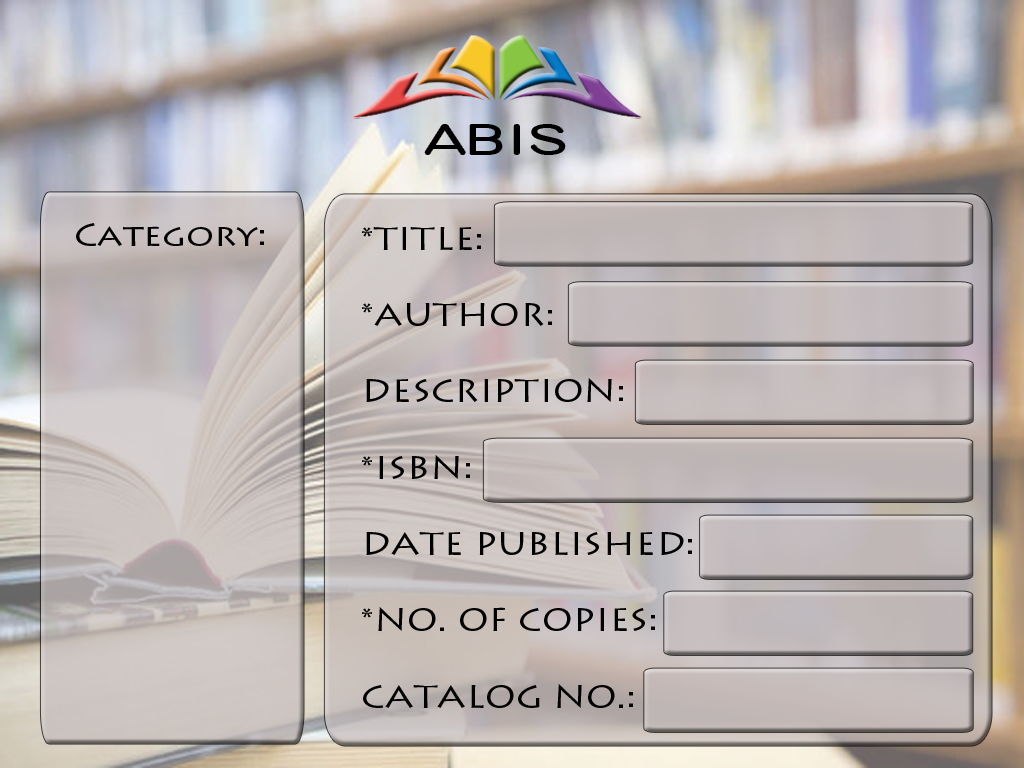 ABIS
CATEGORY:
*TITLE:
*AUTHOR:
DESCRIPTION:
*ISBN:
DATE PUBLISHED:
*NO. OF COPIES:
CATALOG NO.: